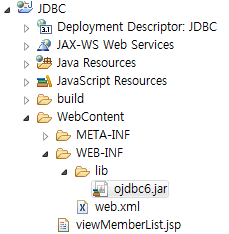 JDBC
Deployment Descriptor: JDBC
JAX-WS Web Services
Java Resources
JavaScript Resources
build
WebContent
META-INF
WEB-INF
lib
ojdbc6.jar
web.xml
viewMemberList.jsp